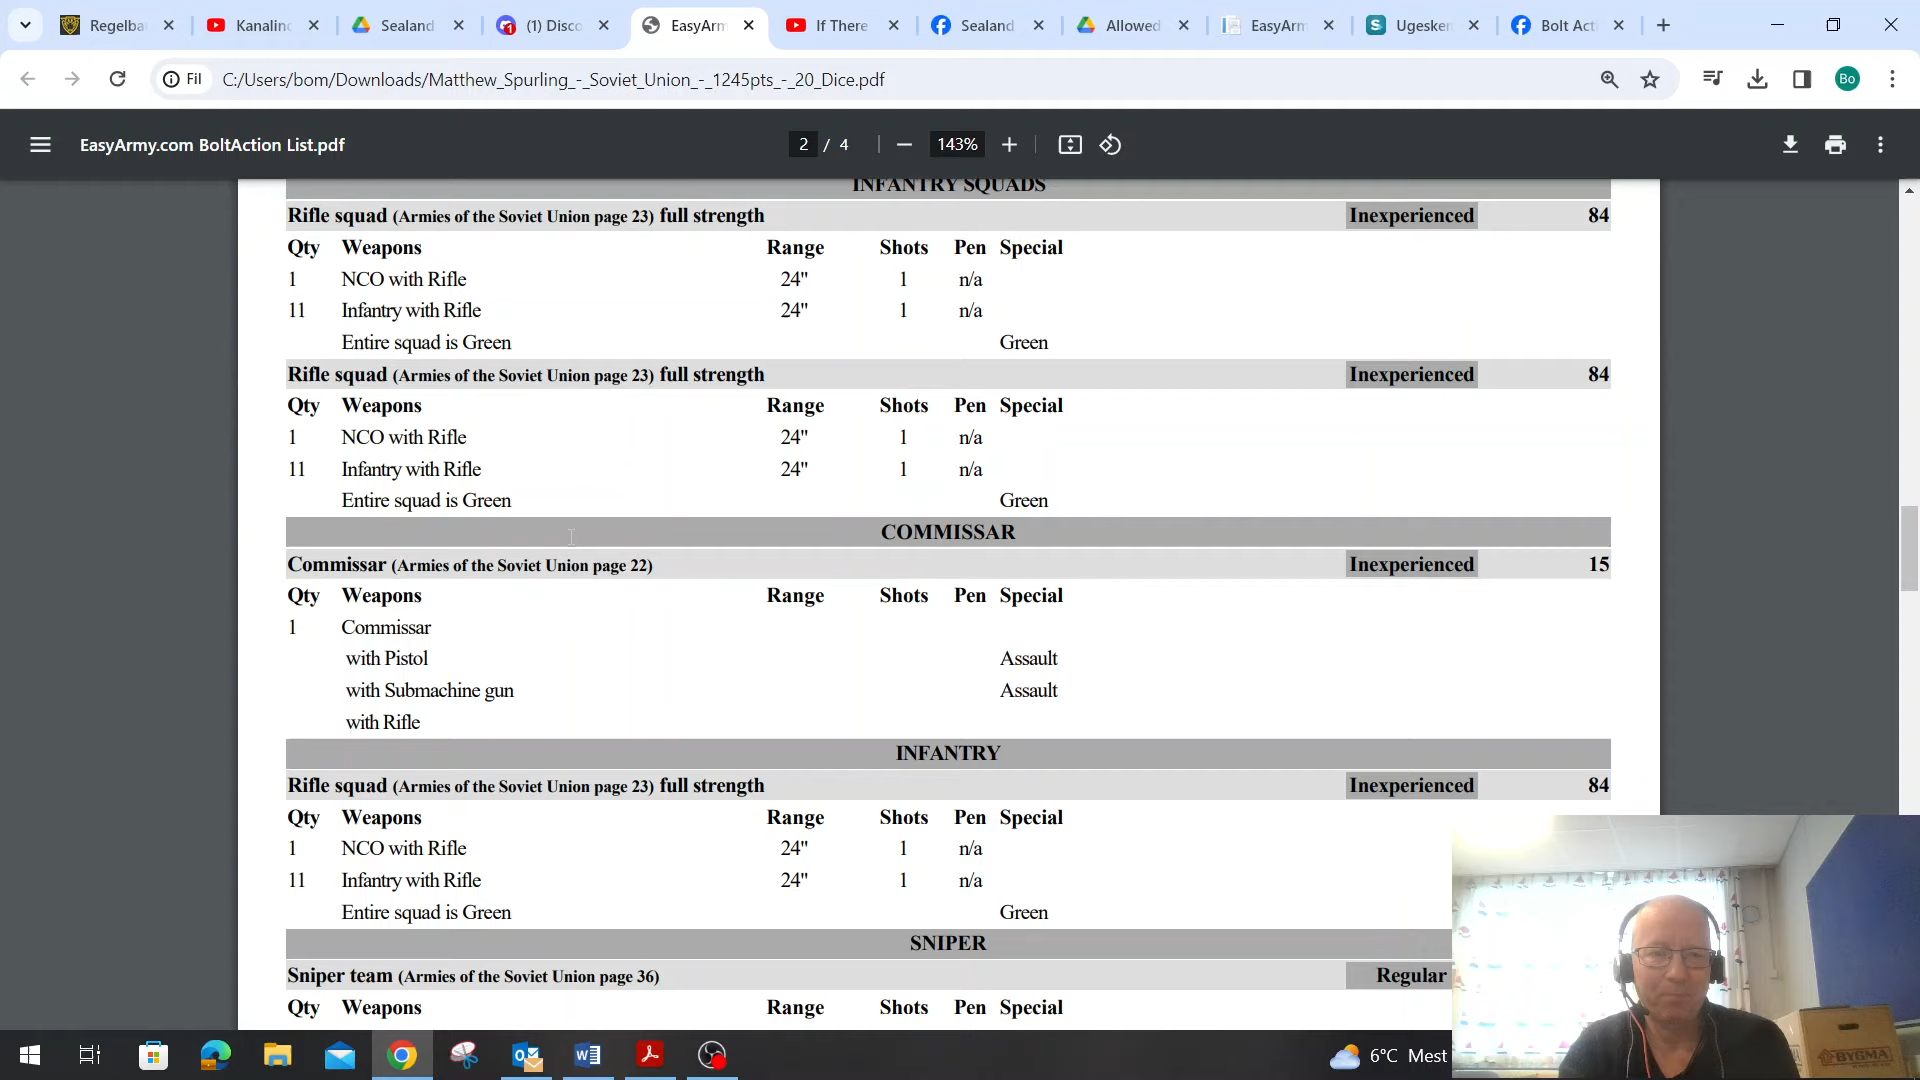 Regelba
Kanalinc
Sealand
(1) Disco
EasyArm
If There
Sealand
Allowed
EasyArm
Ugesker
Bolt Acti
Fil
C:/Users/bom/Downloads/Matthew_Spurling_-_Soviet_Union_-_1245pts_-_20_Dice.pdf
Bo
EasyArmy.com BoltAction List.pdf
2 / 4
143%
INFANTRY SQUADS
Rifle squad (Armies of the Soviet Union page 23) full strength Inexperienced 84
Qty Weapons Range Shots Pen Special
1 NCO with Rifle 24" 1 n/a
11 Infantry with Rifle 24" 1 n/a
Entire squad is Green Green
Rifle squad (Armies of the Soviet Union page 23) full strength Inexperienced 84
Qty Weapons Range Shots Pen Special
1 NCO with Rifle 24" 1 n/a
11 Infantry with Rifle 24" 1 n/a
Entire squad is Green Green
COMMISSAR
Commissar (Armies of the Soviet Union page 22) Inexperienced 15
Qty Weapons Range Shots Pen Special
1 Commissar
with Pistol Assault
with Submachine gun Assault
with Rifle
INFANTRY
Rifle squad (Armies of the Soviet Union page 23) full strength Inexperienced 84
Qty Weapons Range Shots Pen Special
1 NCO with Rifle 24" 1 n/a
11 Infantry with Rifle 24" 1 n/a
Entire squad is Green Green
SNIPER
Sniper team (Armies of the Soviet Union page 36) Regular
Qty Weapons Range Shots Pen Special
6°C Mest
BYGMA